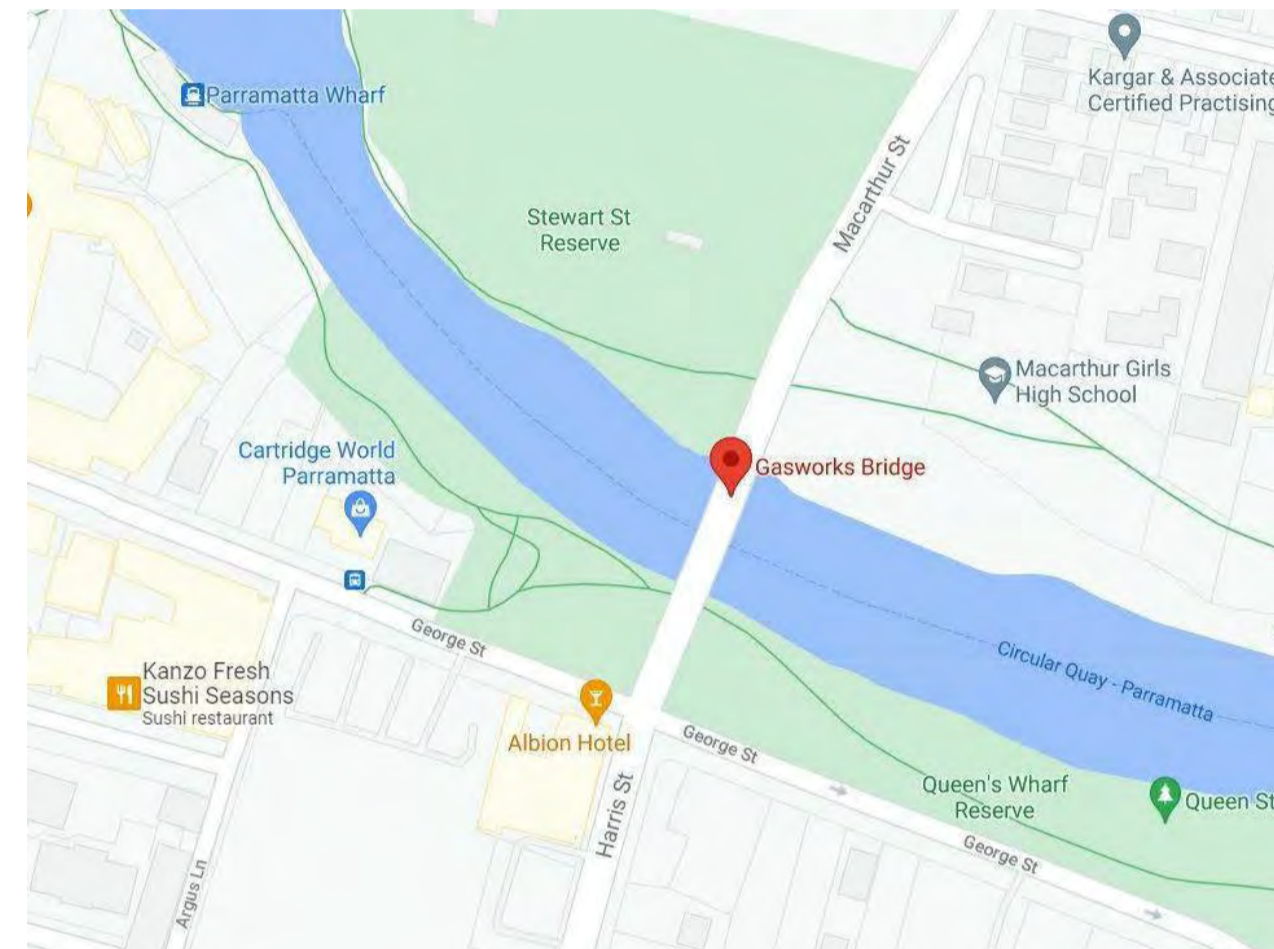 Kargar & Associate
Certified Practising
Parramatta Wharf
Macarthur St
Stewart St
Reserve
Macarthur Girls
High School
Cartridge World
Parramatta
Gasworks Bridge
George St
Circular Quay - Parramatta
Kanzo Fresh
Sushi Seasons
Sushi restaurant
Albion Hotel
George St
Queen's Wharf
Reserve
Queen St
Harris St
George St
Argus Ln